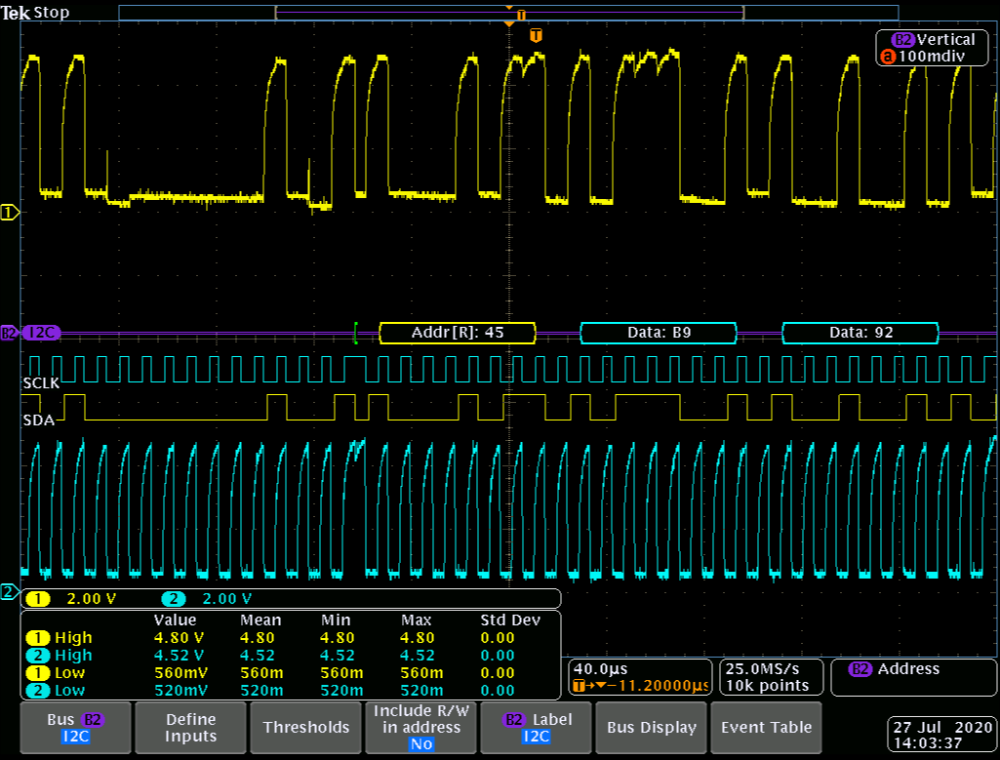 Tek Stop
T
T
B2 Vertical
a 100mdiv
1
B2 I2C
Addr[R]: 45
Data: B9
Data: 92
SCLK
SDA
2
1 2.00 V 2 2.00 V
Value Mean Min Max Std Dev
1 High 4.80 V 4.80 4.80 4.80 0.00
2 High 4.52 V 4.52 4.52 4.52 0.00
1 Low 560mV 560m 560m 560m 0.00
2 Low 520mV 520m 520m 520m 0.00
40.0µs
T→▼-11.20000µs
25.0MS/s
10k points
B2 Address
Bus B2
I2C
Define
Inputs
Thresholds
Include R/W
in address
No
B2 Label
I2C
Bus Display
Event Table
27 Jul 2020
14:03:37